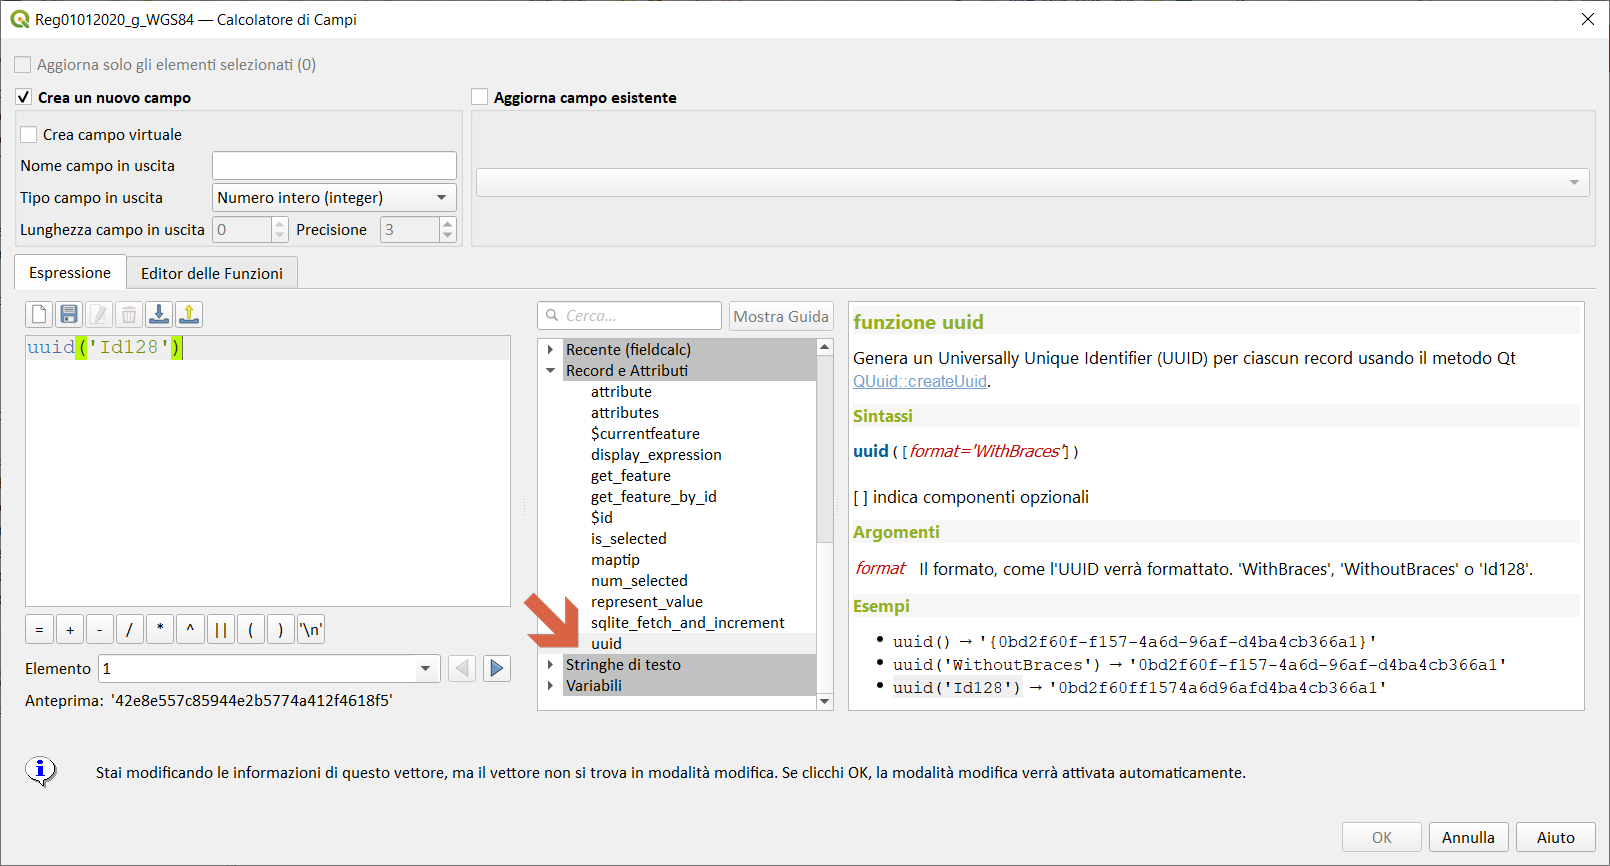 Reg01012020_g_WGS84 — Calcolatore di Campi
Aggiorna solo gli elementi selezionati (0)
Crea un nuovo campo
Aggiorna campo esistente
Crea campo virtuale
Nome campo in uscita
Tipo campo in uscita Numero intero (integer)
Lunghezza campo in uscita 0 Precisione 3
Espressione Editor delle Funzioni
uuid('Id128')
= + - / * ^ || ( ) '\n'
Elemento 1
Anteprima: '42e8e557c85944e2b5774a412f4618f5'
Cerca... Mostra Guida
Recente (fieldcalc)
Record e Attributi
attribute
attributes
$currentfeature
display_expression
get_feature
get_feature_by_id
$id
is_selected
maptip
num_selected
represent_value
sqlite_fetch_and_increment
uuid
Stringhe di testo
Variabili
funzione uuid
Genera un Universally Unique Identifier (UUID) per ciascun record usando il metodo Qt
QUuid::createUuid.
Sintassi
uuid([format='WithBraces'])
[ ] indica componenti opzionali
Argomenti
format Il formato, come l'UUID verrà formattato. 'WithBraces', 'WithoutBraces' o 'Id128'.
Esempi
• uuid() → '{0bd2f60f-f157-4a6d-96af-d4ba4cb366a1}'
• uuid('WithoutBraces') → '0bd2f60f-f157-4a6d-96af-d4ba4cb366a1'
• uuid('Id128') → '0bd2f60ff1574a6d96afd4ba4cb366a1'
Stai modificando le informazioni di questo vettore, ma il vettore non si trova in modalità modifica. Se clicchi OK, la modalità modifica verrà attivata automaticamente.
OK Annulla Aiuto